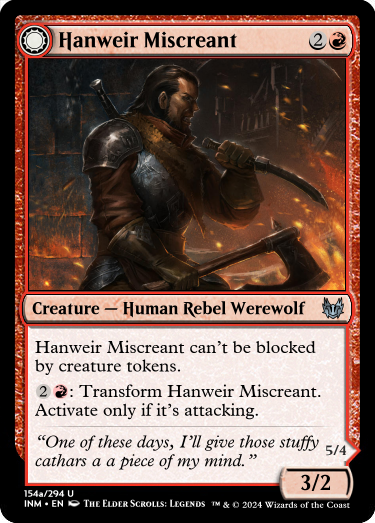 Hanweir Miscreant 2
Creature — Human Rebel Werewolf
Hanweir Miscreant can't be blocked
by creature tokens.
2 : Transform Hanweir Miscreant.
Activate only if it's attacking.
“One of these days, I'll give those stuffy
cathars a a piece of my mind.”
5/4
3/2
154a/294 U
INM • EN The Elder Scrolls: Legends ™ & © 2024 Wizards of the Coast